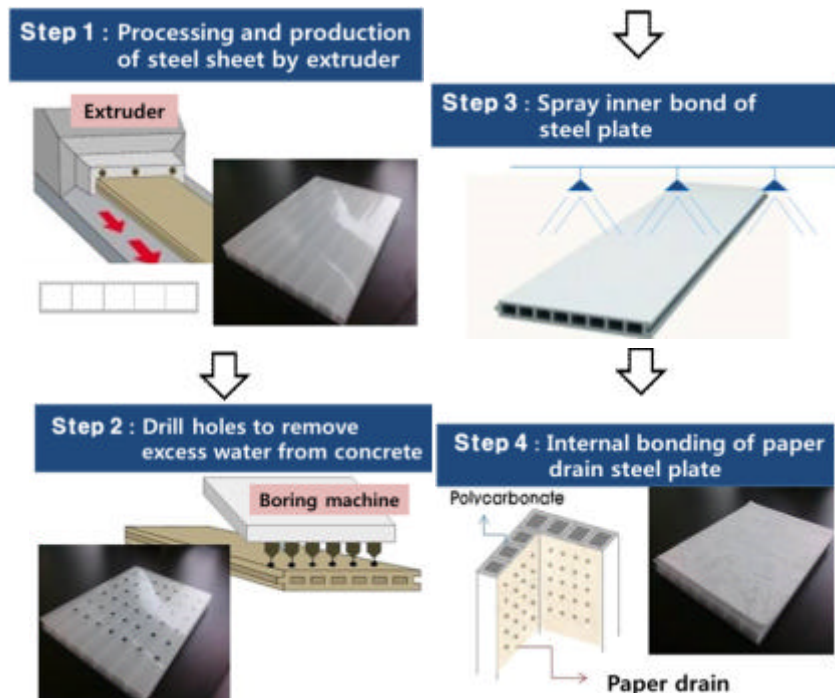 Step 1 : Processing and production
of steel sheet by extruder
Extruder
Step 2 : Drill holes to remove
excess water from concrete
Boring machine
Step 3 : Spray inner bond of
steel plate
Step 4 : Internal bonding of paper
drain steel plate
Polycarbonate
Paper drain